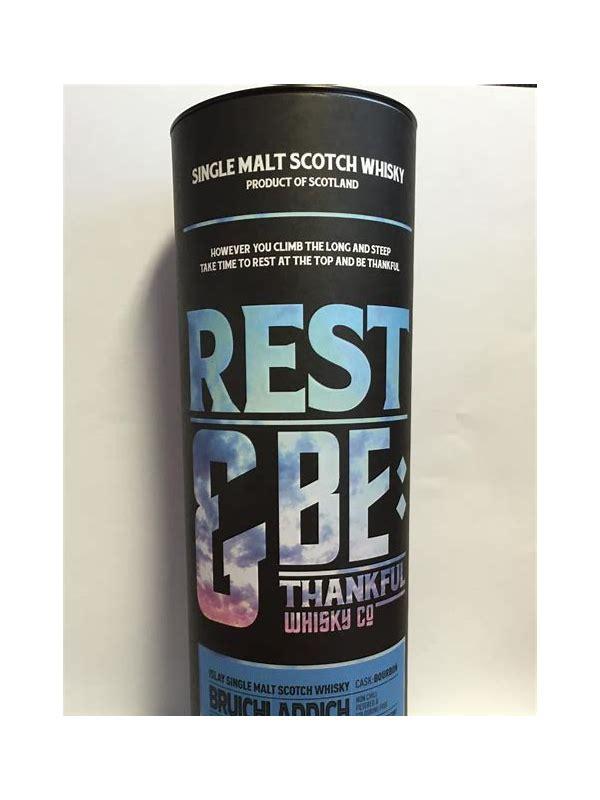 SINGLE MALT SCOTCH WHISKY
PRODUCT OF SCOTLAND
HOWEVER YOU CLIMB THE LONG AND STEEP
TAKE TIME TO REST AT THE TOP AND BE THANKFUL
REST
& BE:
THANKFUL
WHISKY Co
ISLAY SINGLE MALT SCOTCH WHISKY
BRUICHLADDICH
CASK: BOURBON
NON CHILL
FILTERED &